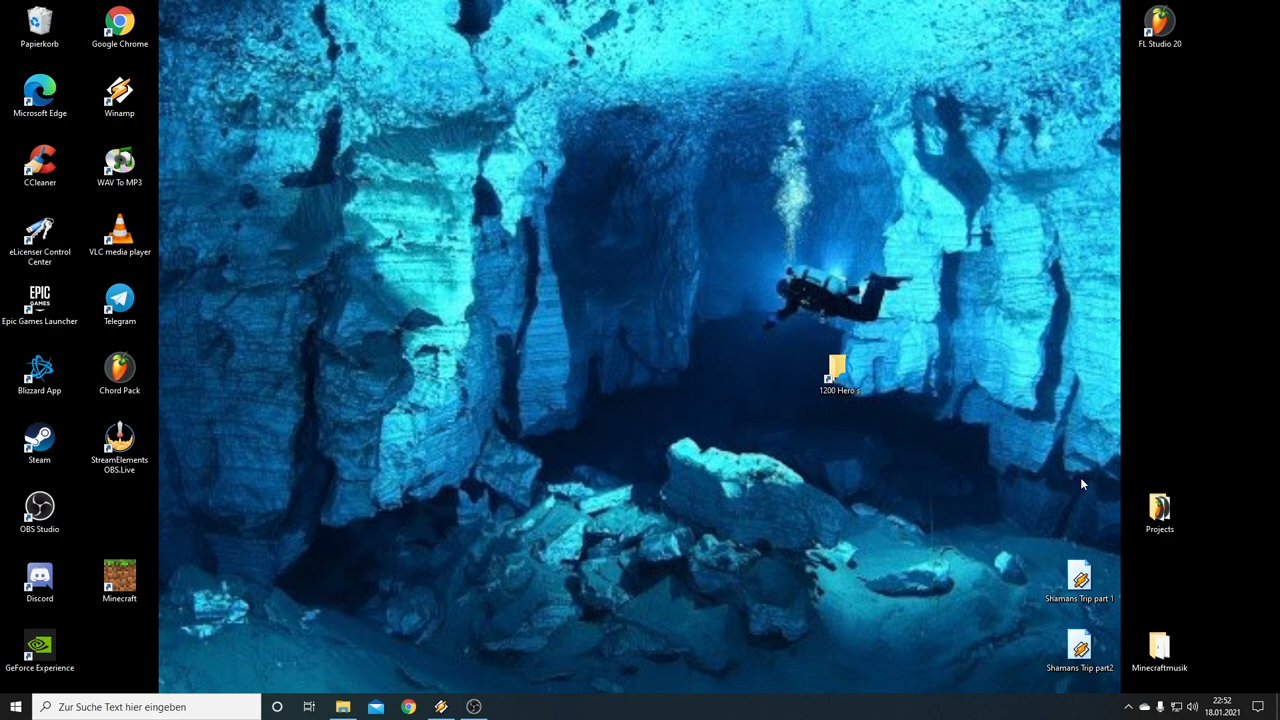 Papierkorb
Google Chrome
FL Studio 20
Microsoft Edge
Winamp
CCleaner
WAV To MP3
eLicenser Control
Center
VLC media player
EPIC
GAMES
Epic Games Launcher
Telegram
Blizzard App
Chord Pack
1200 Hero´s
Steam
StreamElements
OBS.Live
OBS Studio
Projects
Discord
Minecraft
Shamans Trip part 1
GeForce Experience
Shamans Trip part2
Minecraftmusik
Zur Suche Text hier eingeben
22:52
18.01.2021